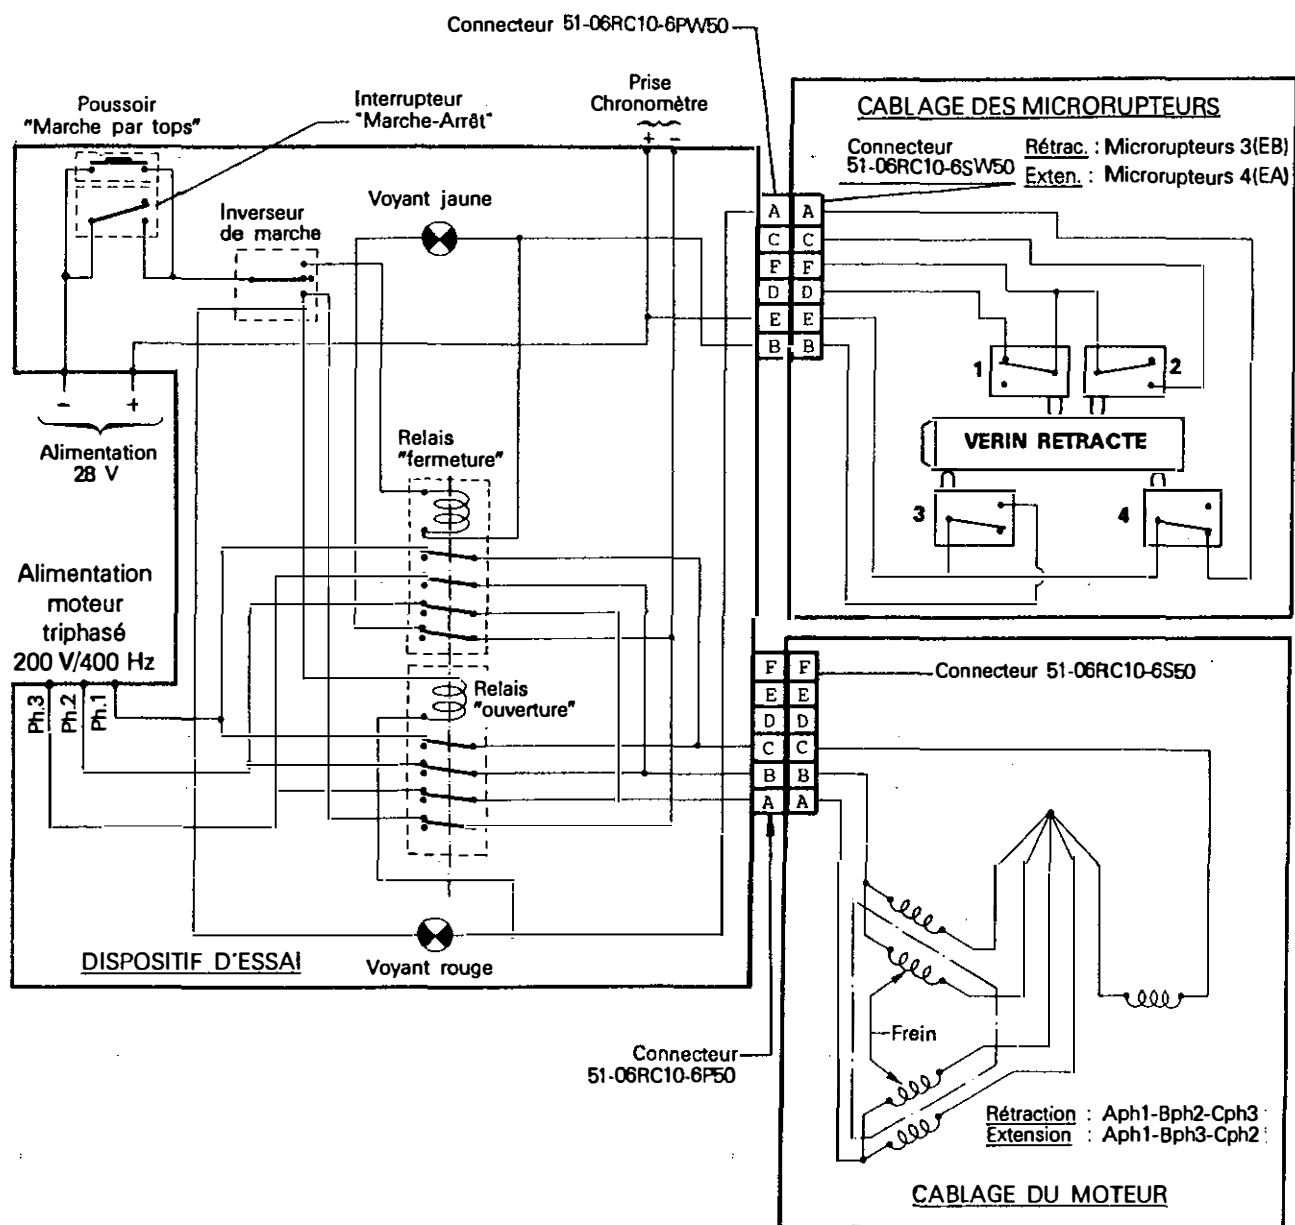 Connecteur 51-06RC10-6PW50
Poussoir
"Marche par tops"
Interrupteur
"Marche-Arrêt"
Prise
Chronomètre
+ -
Inverseur
de marche
Voyant jaune
CABLAGE DES MICRORUPTEURS
Connecteur
51-06RC10-6SW50
Rétrac. : Microrupteurs 3(EB)
Exten. : Microrupteurs 4(EA)
A A
C C
F F
D D
E E
B B
1
2
VERIN RETRACTE
3
4
- +
Alimentation
28 V
Relais
"fermeture"
Alimentation
moteur
triphasé
200 V/400 Hz
Ph.3
Ph.2
Ph.1
Relais
"ouverture"
F F
E E
D D
C C
B B
A A
Connecteur 51-06RC10-6S50
DISPOSITIF D'ESSAI
Voyant rouge
Connecteur
51-06RC10-6P50
Frein
Rétraction : Aph1-Bph2-Cph3
Extension : Aph1-Bph3-Cph2
CABLAGE DU MOTEUR